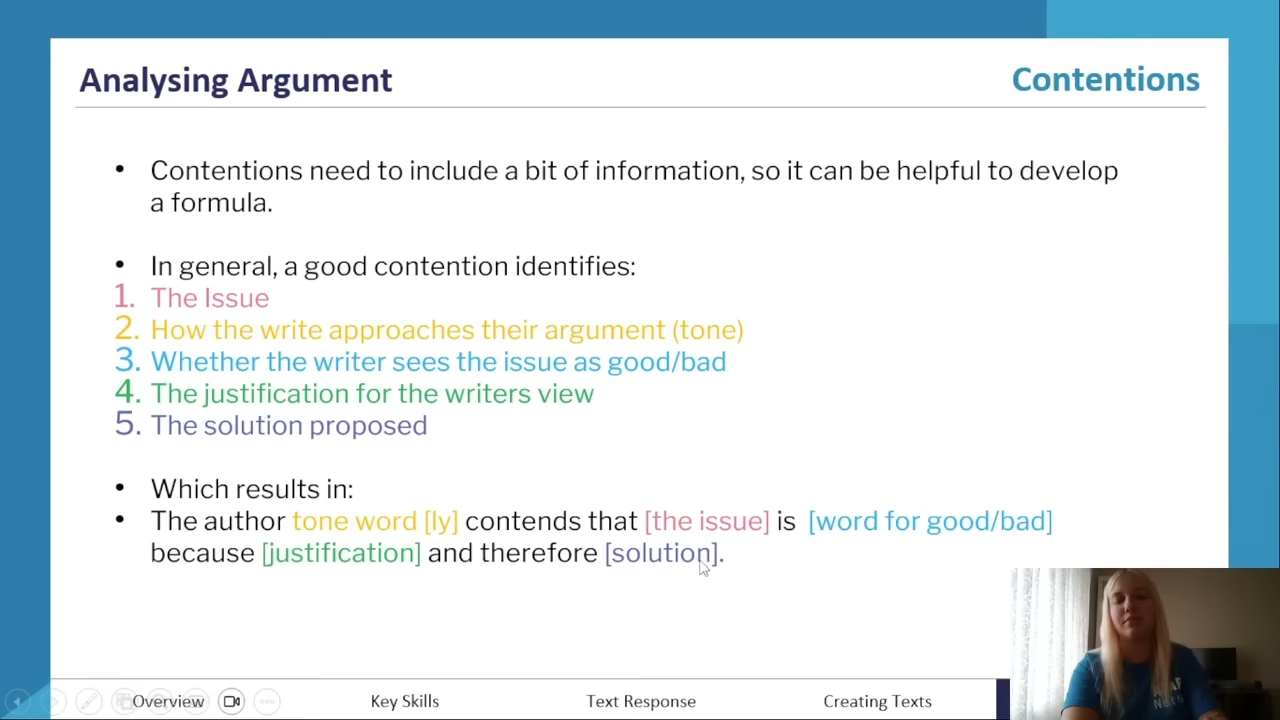 Analysing Argument
Contentions
• Contentions need to include a bit of information, so it can be helpful to develop
a formula.
• In general, a good contention identifies:
1. The Issue
2. How the write approaches their argument (tone)
3. Whether the writer sees the issue as good/bad
4. The justification for the writers view
5. The solution proposed
• Which results in:
• The author tone word [ly] contends that [the issue] is [word for good/bad]
because [justification] and therefore [solution].
Overview
Key Skills
Text Response
Creating Texts